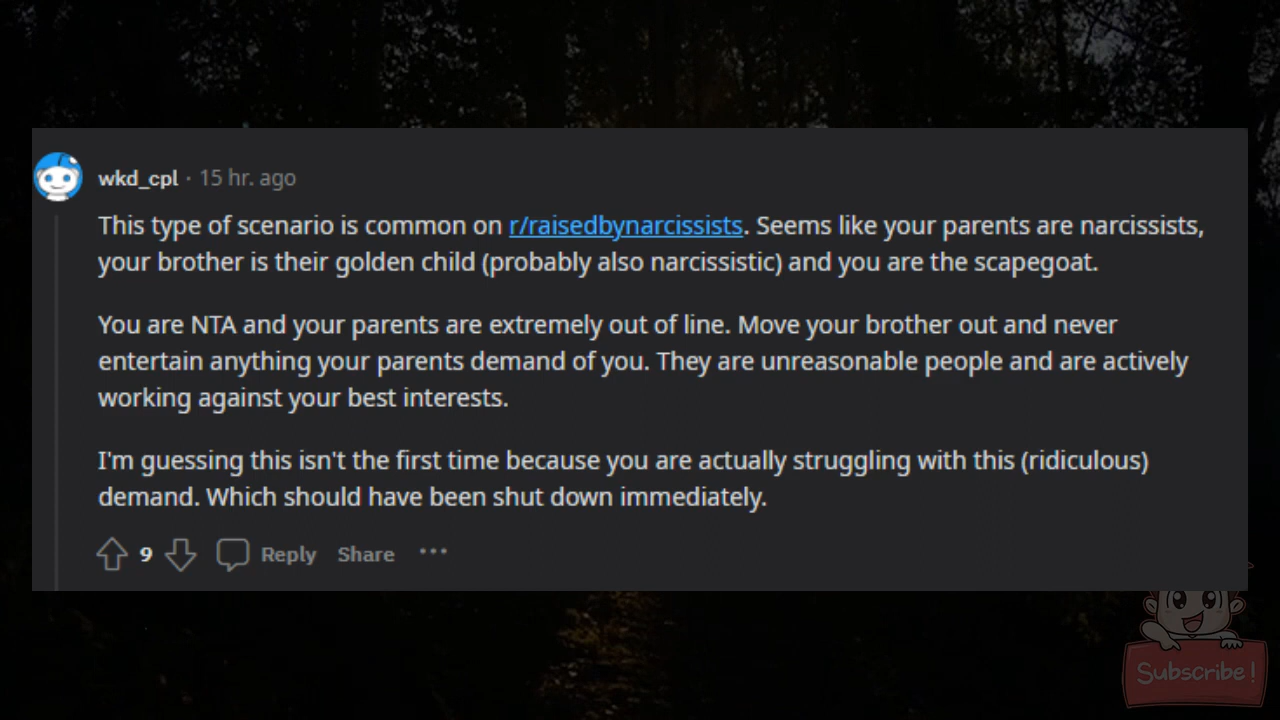 wkd_cpl · 15 hr. ago
This type of scenario is common on r/raisedbynarcissists. Seems like your parents are narcissists,
your brother is their golden child (probably also narcissistic) and you are the scapegoat.
You are NTA and your parents are extremely out of line. Move your brother out and never
entertain anything your parents demand of you. They are unreasonable people and are actively
working against your best interests.
I'm guessing this isn't the first time because you are actually struggling with this (ridiculous)
demand. Which should have been shut down immediately.
9 Reply Share ···
Subscribe!